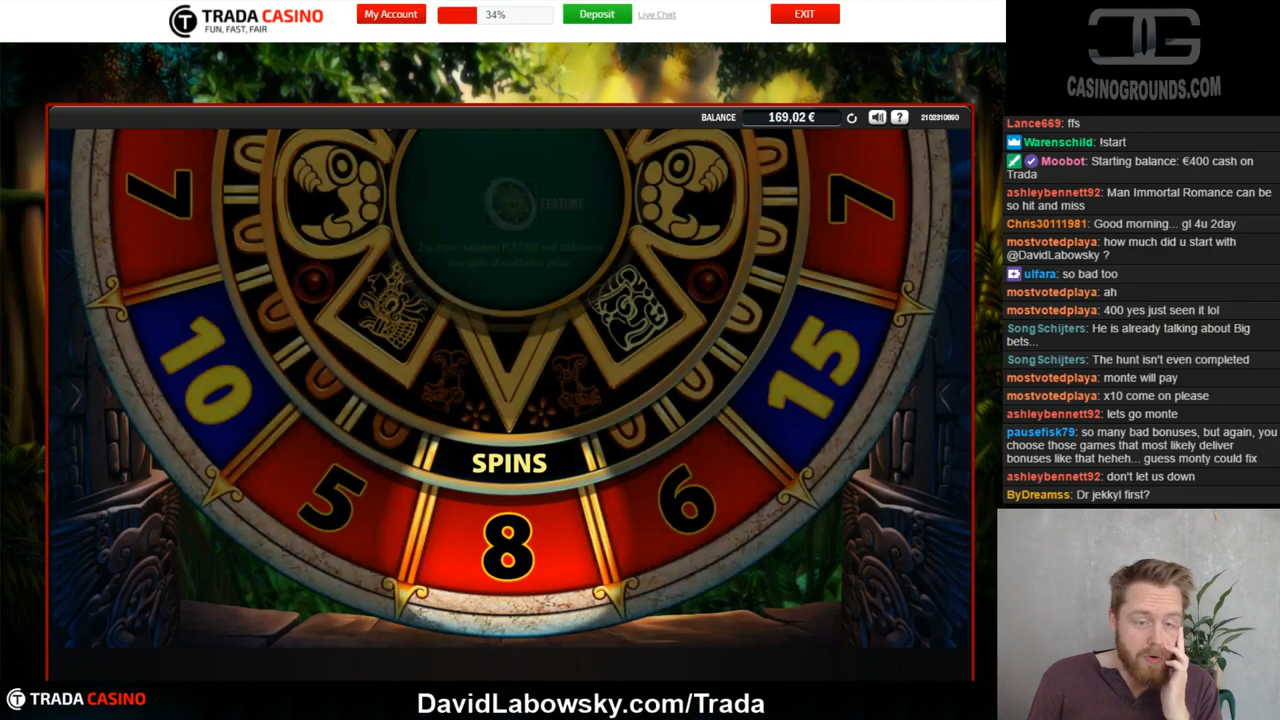 TRADA CASINO
FUN, FAST, FAIR
My Account
34%
Deposit
Live Chat
EXIT
CASINOGROUNDS.COM
BALANCE
169,02 €
?
2102310890
7
7
FEATURE
10
15
SPINS
5
8
6
Lance669: ffs
Warenschild: !start
Moobot: Starting balance: €400 cash on
Trada
ashleybennett92: Man Immortal Romance can be
so hit and miss
Chris30111981: Good morning... gl 4u 2day
mostvotedplaya: how much did u start with
@DavidLabowsky ?
ulfara: so bad too
mostvotedplaya: ah
mostvotedplaya: 400 yes just seen it lol
SongSchijters: He is already talking about Big
bets...
SongSchijters: The hunt isn't even completed
mostvotedplaya: monte will pay
mostvotedplaya: x10 come on please
ashleybennett92: lets go monte
pausefisk79: so many bad bonuses, but again, you
choose those games that most likely deliver
bonuses like that heheh... guess monty could fix
ashleybennett92: don't let us down
ByDreamss: Dr jekkyl first?
TRADA CASINO
DavidLabowsky.com/Trada